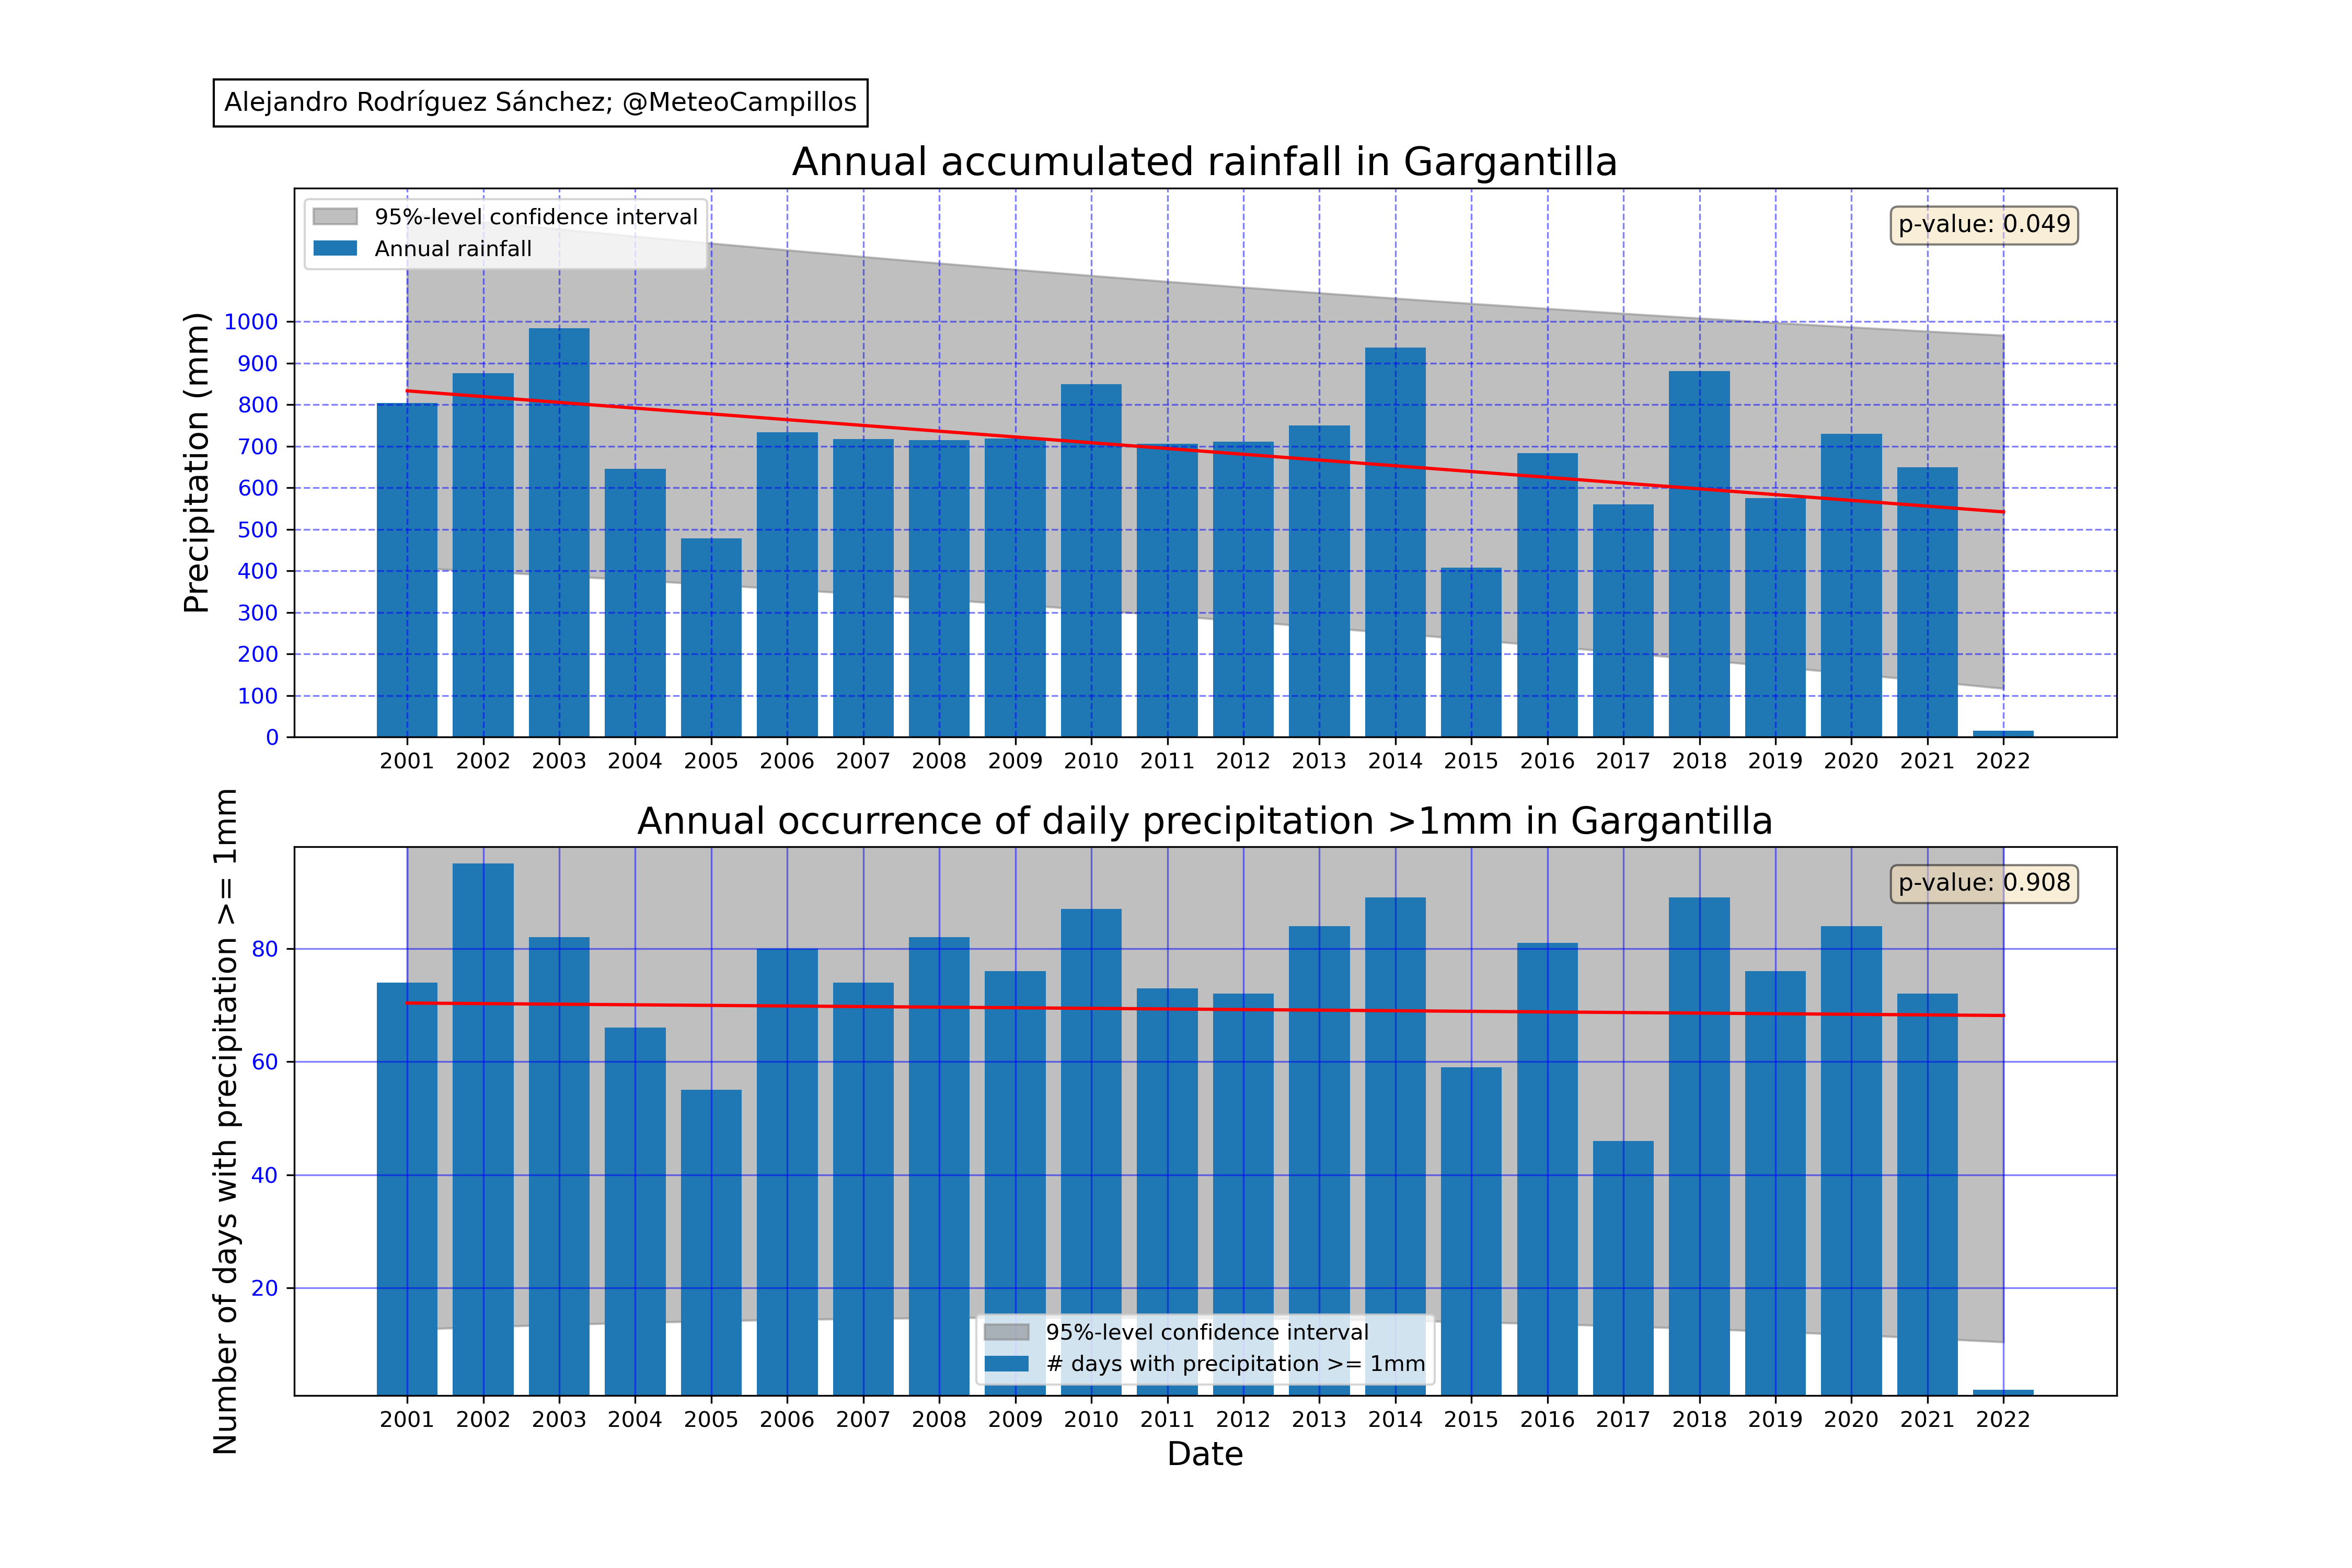 Alejandro Rodríguez Sánchez; @MeteoCampillos
Annual accumulated rainfall in Gargantilla
95%-level confidence interval
Annual rainfall
p-value: 0.049
Precipitation (mm)
1000
900
800
700
600
500
400
300
200
100
0
2001 2002 2003 2004 2005 2006 2007 2008 2009 2010 2011 2012 2013 2014 2015 2016 2017 2018 2019 2020 2021 2022
Annual occurrence of daily precipitation >1mm in Gargantilla
p-value: 0.908
Number of days with precipitation >= 1mm
80
60
40
20
95%-level confidence interval
# days with precipitation >= 1mm
2001 2002 2003 2004 2005 2006 2007 2008 2009 2010 2011 2012 2013 2014 2015 2016 2017 2018 2019 2020 2021 2022
Date